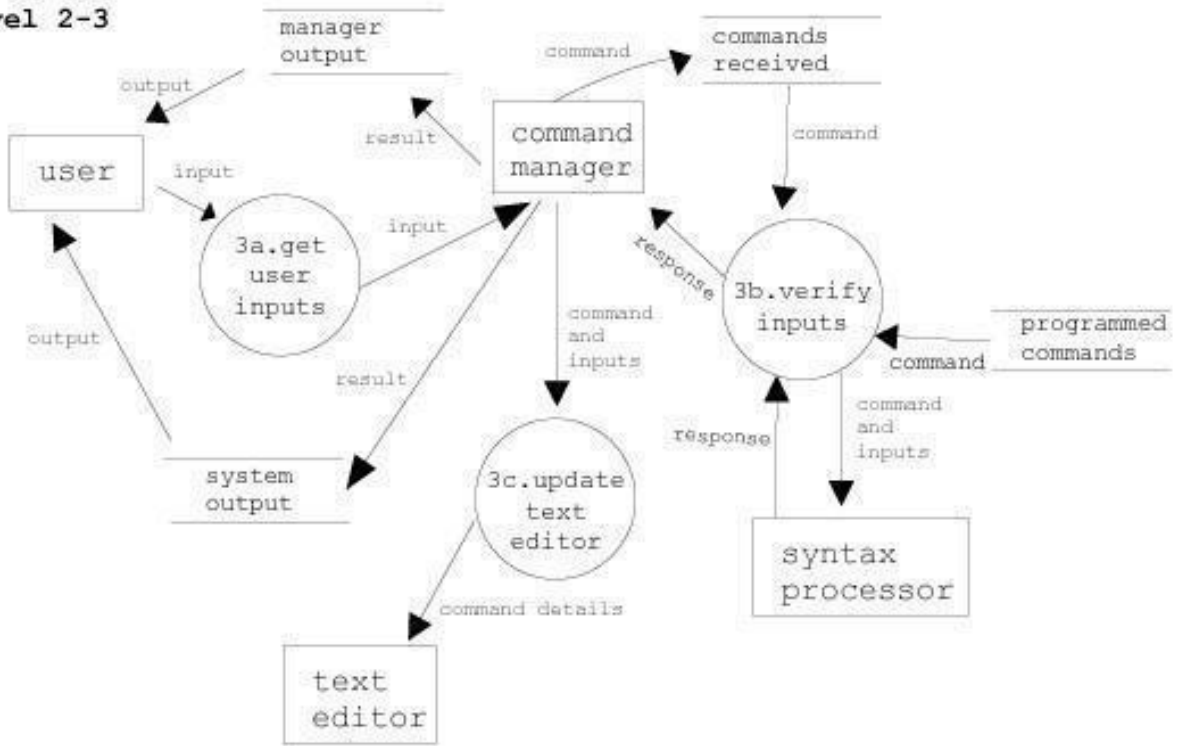 vel 2-3
manager
output
command
commands
received
output
result
command
manager
command
user
input
3a.get
user
inputs
input
response
3b.verify
inputs
programmed
commands
command
output
command
and
inputs
result
response
command
and
inputs
system
output
3c.update
text
editor
syntax
processor
command details
text
editor